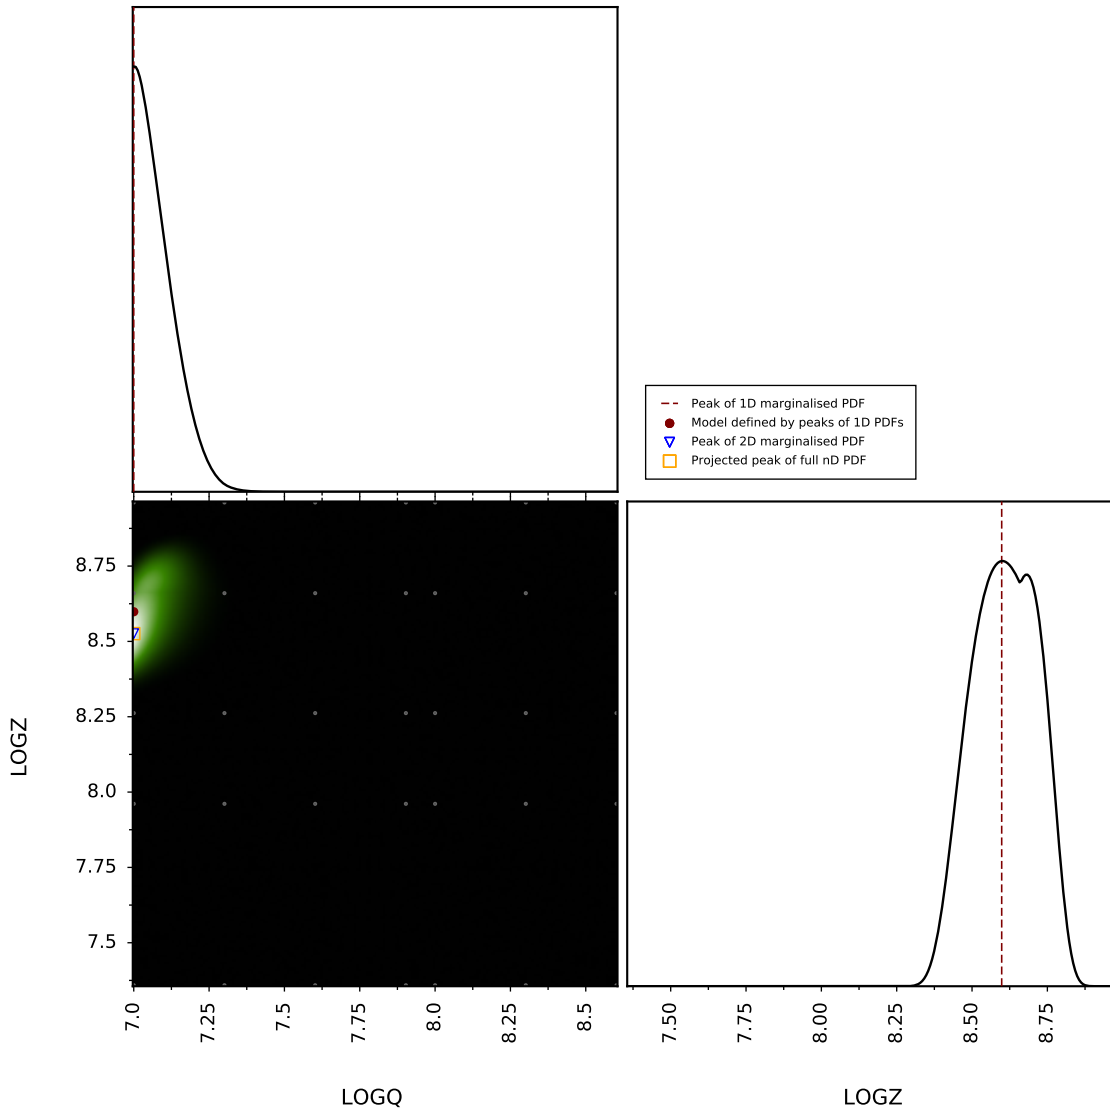 Peak of 1D marginalised PDF
Model defined by peaks of 1D PDFs
Peak of 2D marginalised PDF
Projected peak of full nD PDF
LOGZ
8.75
8.5
8.25
8.0
7.75
7.5
7.0 7.25 7.5 7.75 8.0 8.25 8.5
7.50 7.75 8.00 8.25 8.50 8.75
LOGQ
LOGZ